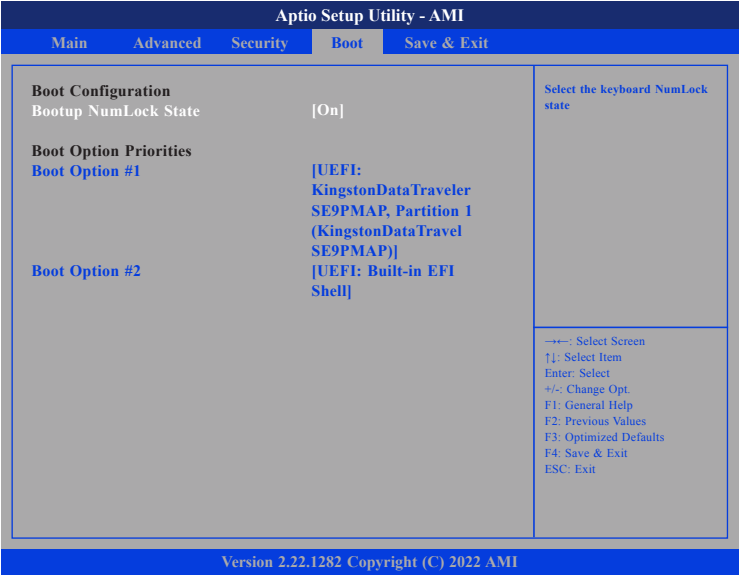 Aptio Setup Utility - AMI
Main Advanced Security Boot Save & Exit
Boot Configuration
Bootup NumLock State [On]
Boot Option Priorities
Boot Option #1 [UEFI:
KingstonDataTraveler
SE9PMAP, Partition 1
(KingstonDataTravel
SE9PMAP)]
Boot Option #2 [UEFI: Built-in EFI
Shell]
Select the keyboard NumLock
state
→←: Select Screen
↑↓: Select Item
Enter: Select
+/-: Change Opt.
F1: General Help
F2: Previous Values
F3: Optimized Defaults
F4: Save & Exit
ESC: Exit
Version 2.22.1282 Copyright (C) 2022 AMI